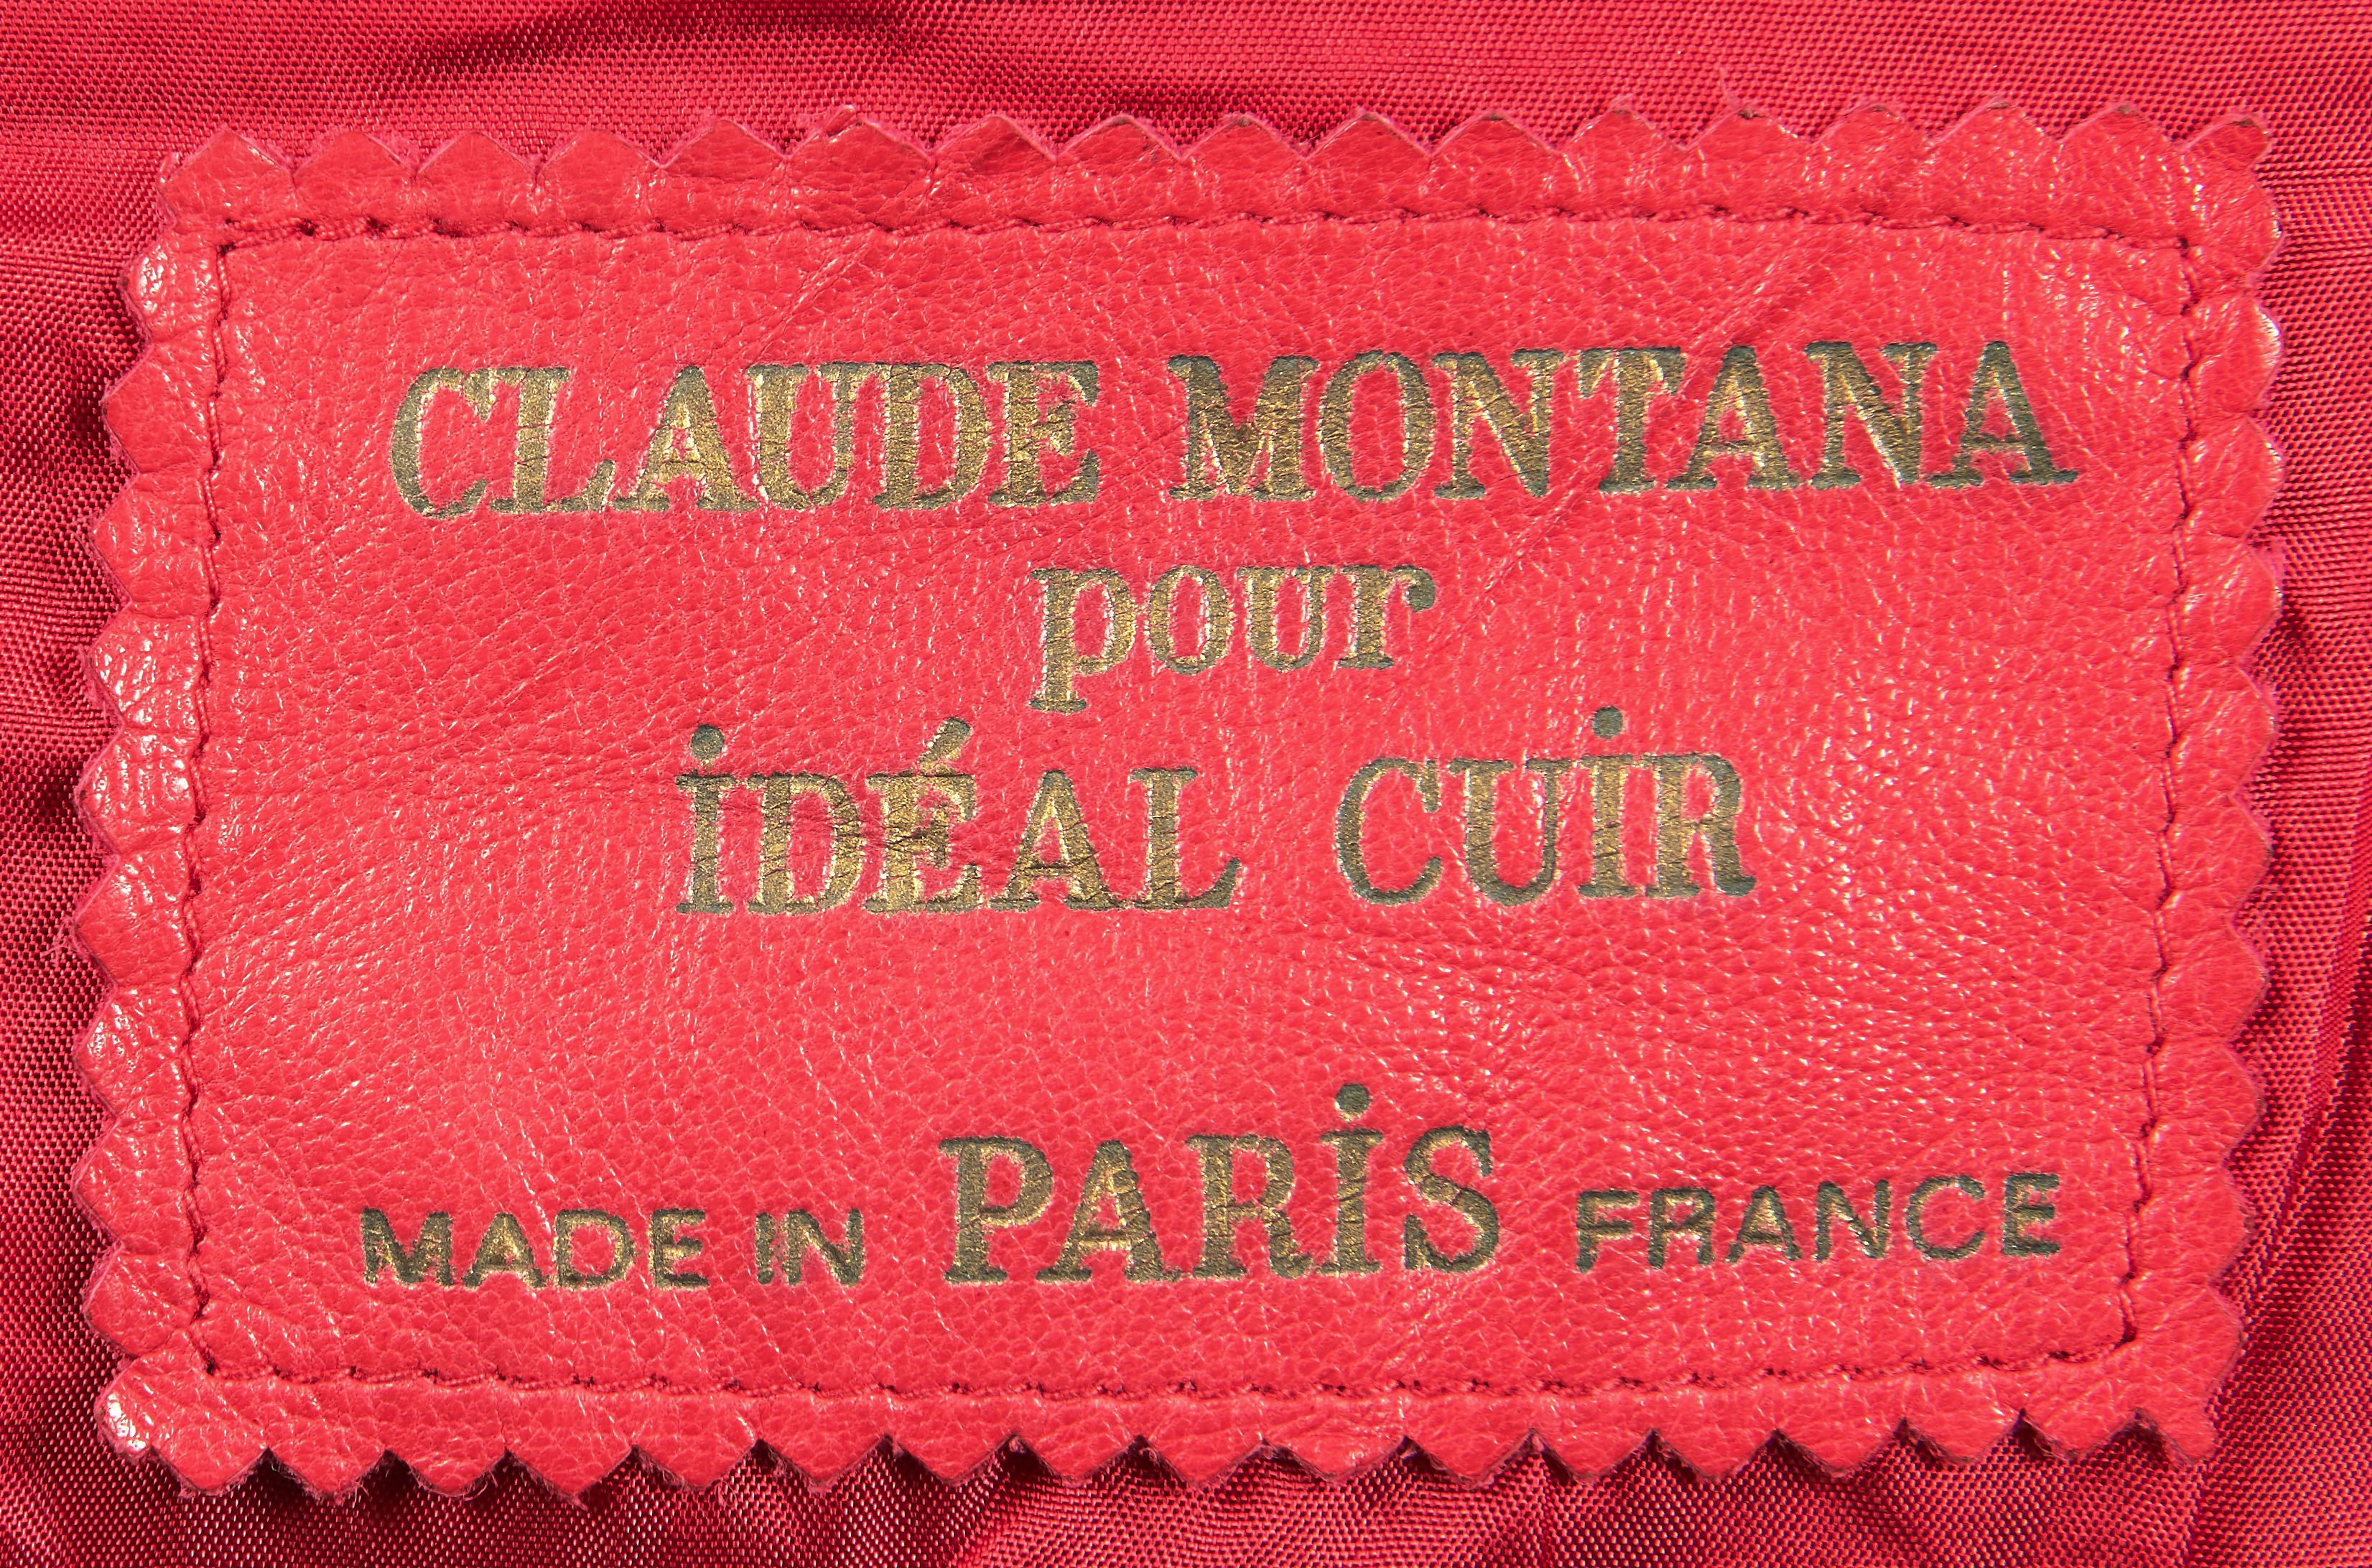 CLAUDE MONTANA
pour
iDÉAL CUiR
MADE IN PARiS FRANCE